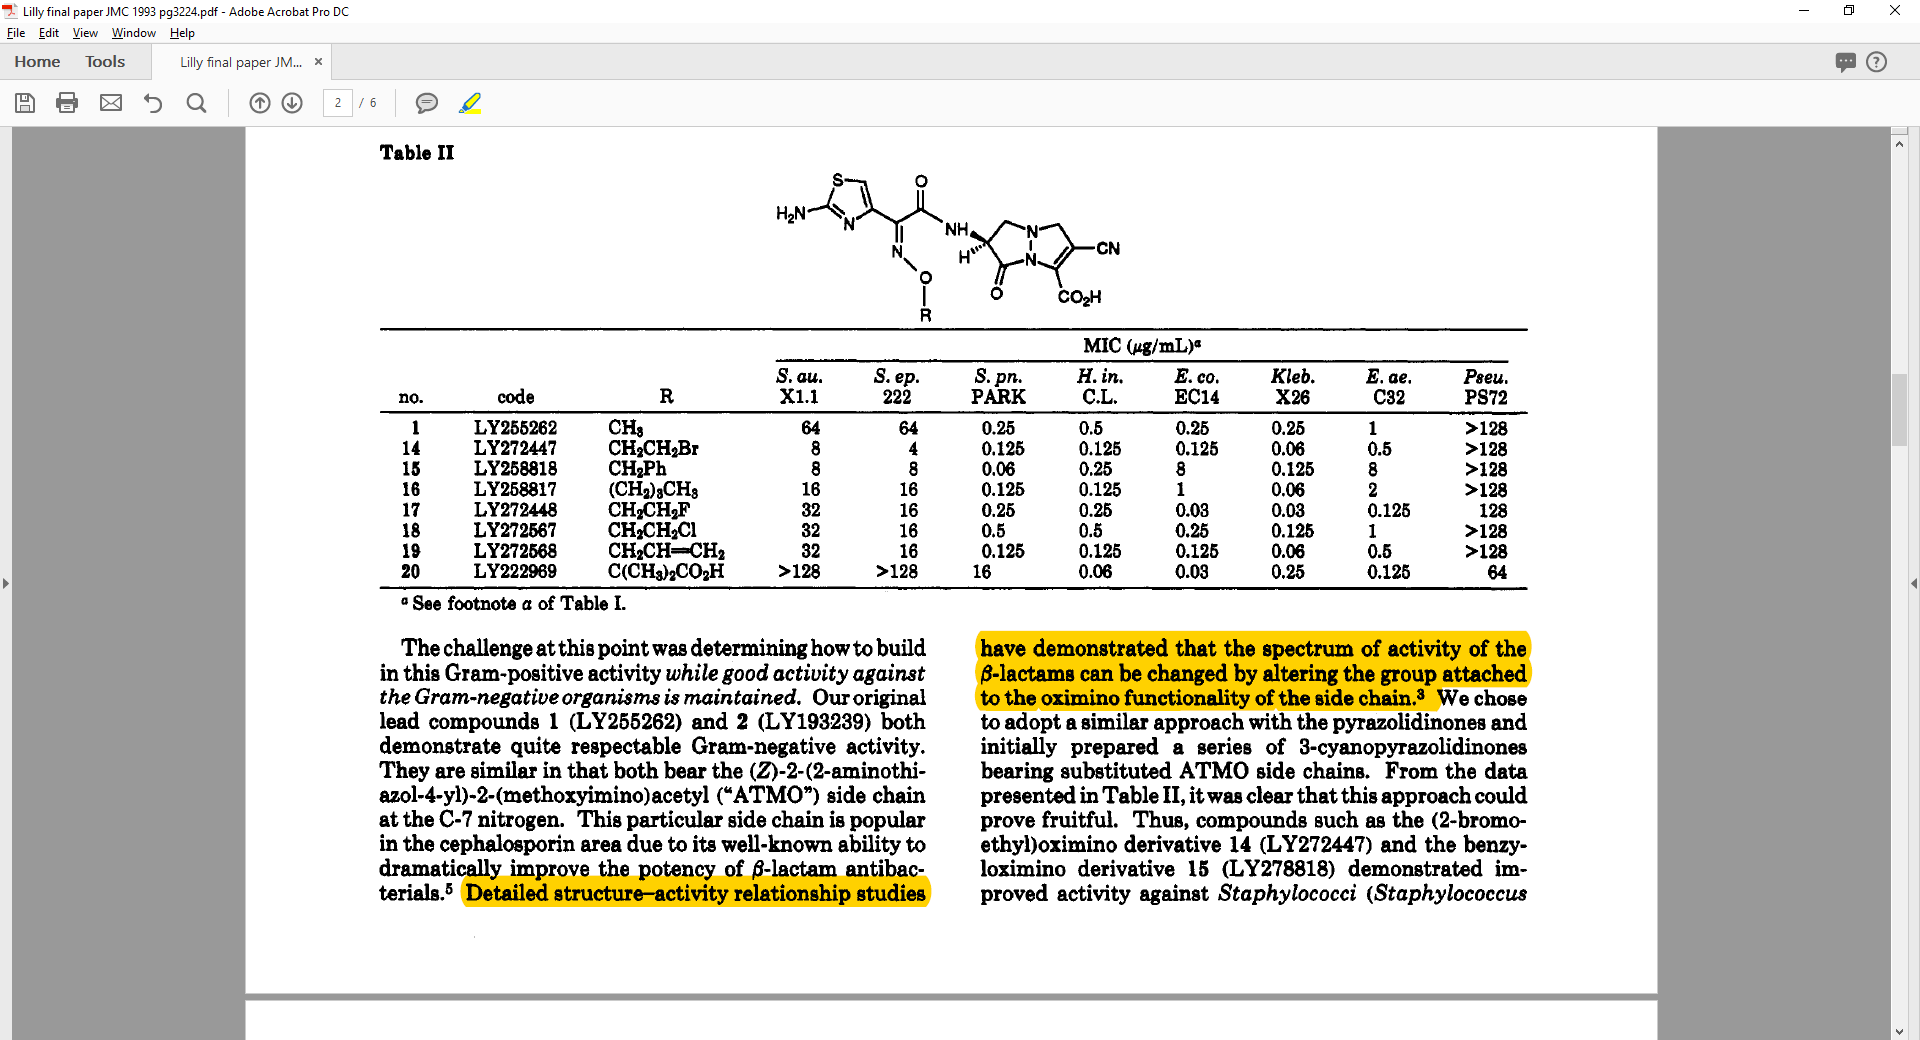 Lilly final paper JMC 1993 pg3224.pdf - Adobe Acrobat Pro DC
File Edit View Window Help
Home Tools Lilly final paper JM... ×
2 / 6
Table II
S
O
H₂N
N
NH
N
CN
H
N
N
O
O
CO₂H
R
MIC (μg/mL)ᵃ
S. au. S. ep. S. pn. H. in. E. co. Kleb. E. ae. Pseu.
no. code R X1.1 222 PARK C.L. EC14 X26 C32 PS72
1 LY255262 CH₃ 64 64 0.25 0.5 0.25 0.25 1 >128
14 LY272447 CH₂CH₂Br 8 4 0.125 0.125 0.125 0.06 0.5 >128
15 LY258818 CH₂Ph 8 8 0.06 0.25 8 0.125 8 >128
16 LY258817 (CH₂)₃CH₃ 16 16 0.125 0.125 1 0.06 2 >128
17 LY272448 CH₂CH₂F 32 16 0.25 0.25 0.03 0.03 0.125 128
18 LY272567 CH₂CH₂Cl 32 16 0.5 0.5 0.25 0.125 1 >128
19 LY272568 CH₂CH=CH₂ 32 16 0.125 0.125 0.125 0.06 0.5 >128
20 LY222969 C(CH₃)₂CO₂H >128 >128 16 0.06 0.03 0.25 0.125 64
ᵃ See footnote a of Table I.
The challenge at this point was determining how to build
in this Gram-positive activity while good activity against
the Gram-negative organisms is maintained. Our original
lead compounds 1 (LY255262) and 2 (LY193239) both
demonstrate quite respectable Gram-negative activity.
They are similar in that both bear the (Z)-2-(2-aminothi-
azol-4-yl)-2-(methoxyimino)acetyl ("ATMO") side chain
at the C-7 nitrogen. This particular side chain is popular
in the cephalosporin area due to its well-known ability to
dramatically improve the potency of β-lactam antibac-
terials.⁵ Detailed structure–activity relationship studies
have demonstrated that the spectrum of activity of the
β-lactams can be changed by altering the group attached
to the oximino functionality of the side chain.³ We chose
to adopt a similar approach with the pyrazolidinones and
initially prepared a series of 3-cyanopyrazolidinones
bearing substituted ATMO side chains. From the data
presented in Table II, it was clear that this approach could
prove fruitful. Thus, compounds such as the (2-bromo-
ethyl)oximino derivative 14 (LY272447) and the benzy-
loximino derivative 15 (LY278818) demonstrated im-
proved activity against Staphylococci (Staphylococcus